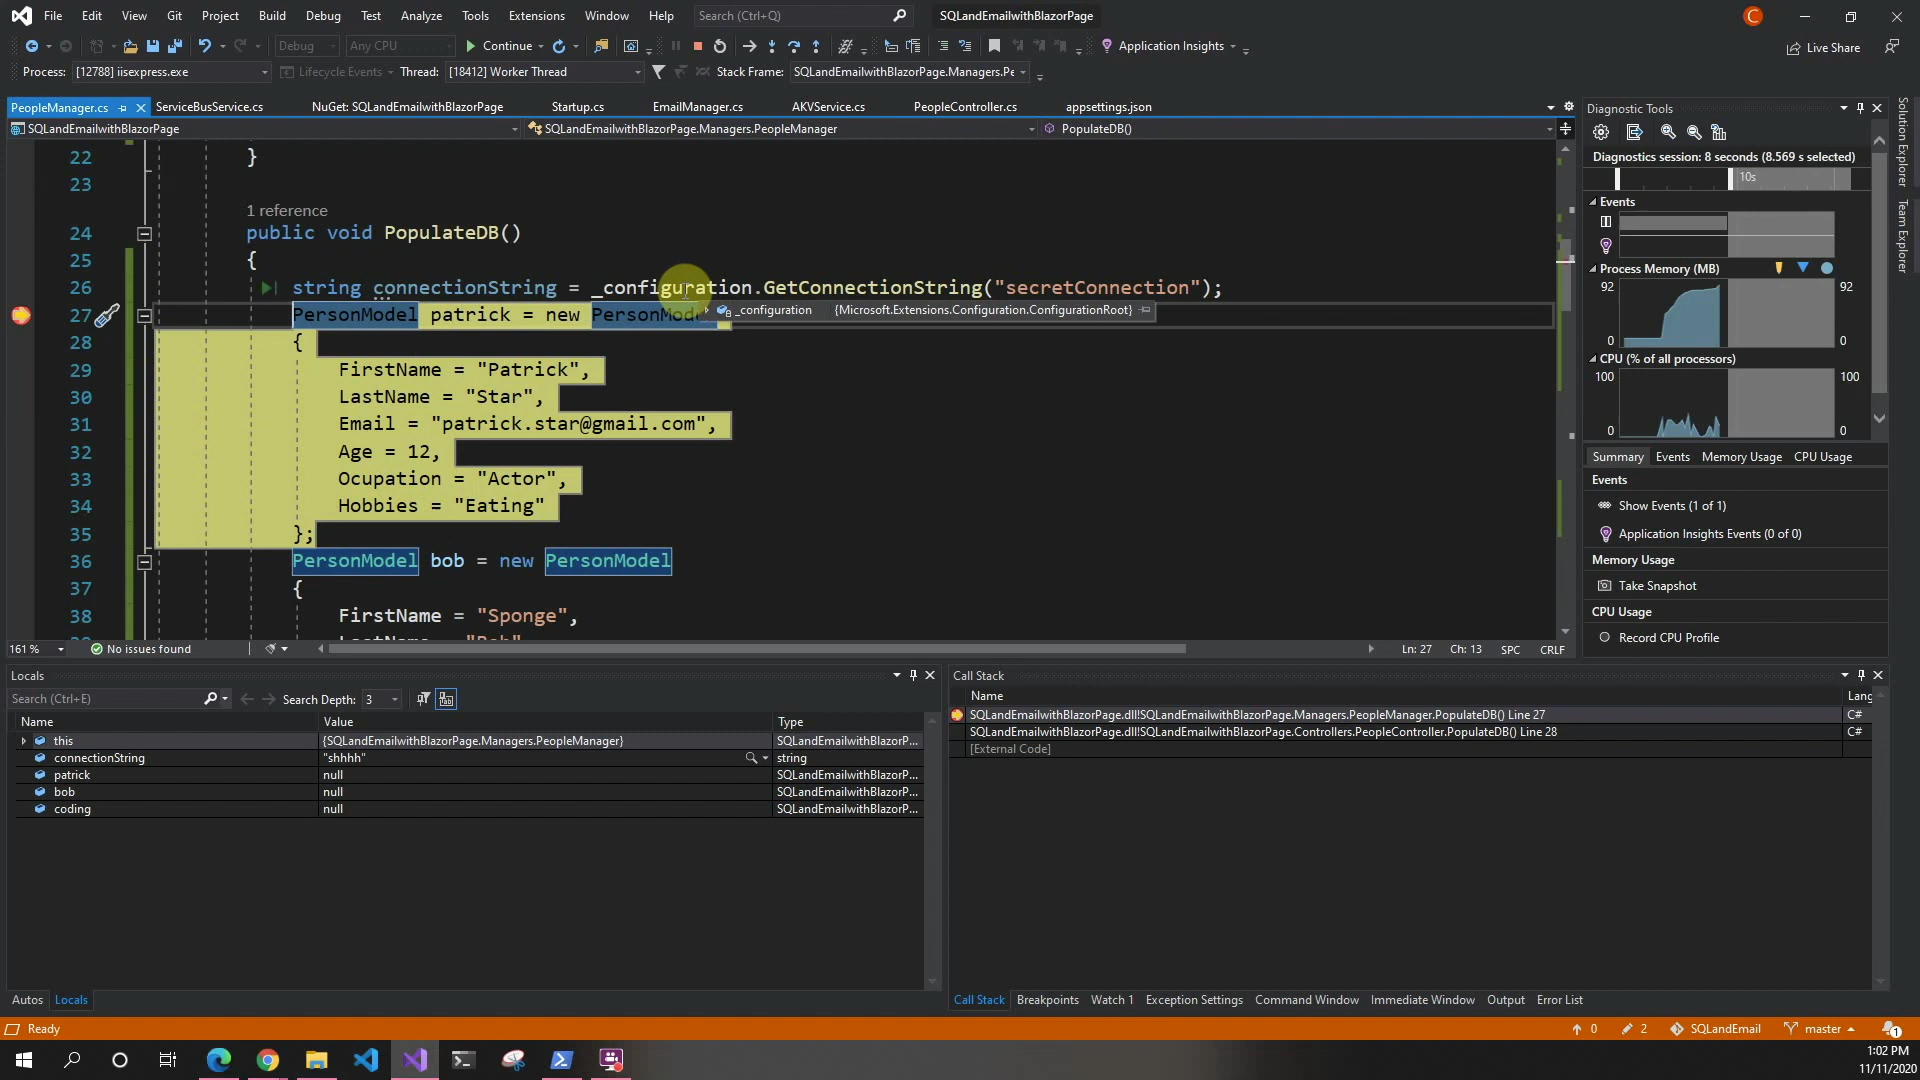 File Edit View Git Project Build Debug Test Analyze Tools Extensions Window Help Search (Ctrl+Q) SQLandEmailwithBlazorPage C
Debug Any CPU Continue Application Insights Live Share
Process: [12788] iisexpress.exe Lifecycle Events Thread: [18412] Worker Thread Stack Frame: SQLandEmailwithBlazorPage.Managers.Pe
PeopleManager.cs ServiceBusService.cs NuGet: SQLandEmailwithBlazorPage Startup.cs EmailManager.cs AKVService.cs PeopleController.cs appsettings.json
SQLandEmailwithBlazorPage SQLandEmailwithBlazorPage.Managers.PeopleManager PopulateDB()
22 }
23
1 reference
24 public void PopulateDB()
25 {
26 string connectionString = _configuration.GetConnectionString("secretConnection");
27 PersonModel patrick = new PersonMod
_configuration {Microsoft.Extensions.Configuration.ConfigurationRoot}
28 {
29 FirstName = "Patrick",
30 LastName = "Star",
31 Email = "patrick.star@gmail.com",
32 Age = 12,
33 Ocupation = "Actor",
34 Hobbies = "Eating"
35 };
36 PersonModel bob = new PersonModel
37 {
38 FirstName = "Sponge",
161 % No issues found Ln: 27 Ch: 13 SPC CRLF
Diagnostic Tools
Diagnostics session: 8 seconds (8.569 s selected)
10s
Events
Process Memory (MB)
92 92
0 0
CPU (% of all processors)
100 100
0 0
Summary Events Memory Usage CPU Usage
Events
Show Events (1 of 1)
Application Insights Events (0 of 0)
Memory Usage
Take Snapshot
CPU Usage
Record CPU Profile
Solution Explorer
Team Explorer
Locals
Search (Ctrl+E) Search Depth: 3
Name Value Type
this {SQLandEmailwithBlazorPage.Managers.PeopleManager} SQLandEmailwithBlazorP...
connectionString "shhhh" string
patrick null SQLandEmailwithBlazorP...
bob null SQLandEmailwithBlazorP...
coding null SQLandEmailwithBlazorP...
Autos Locals
Call Stack
Name Lang
SQLandEmailwithBlazorPage.dll!SQLandEmailwithBlazorPage.Managers.PeopleManager.PopulateDB() Line 27 C#
SQLandEmailwithBlazorPage.dll!SQLandEmailwithBlazorPage.Controllers.PeopleController.PopulateDB() Line 28 C#
[External Code]
Call Stack Breakpoints Watch 1 Exception Settings Command Window Immediate Window Output Error List
Ready 0 2 SQLandEmail master 1
1:02 PM
11/11/2020